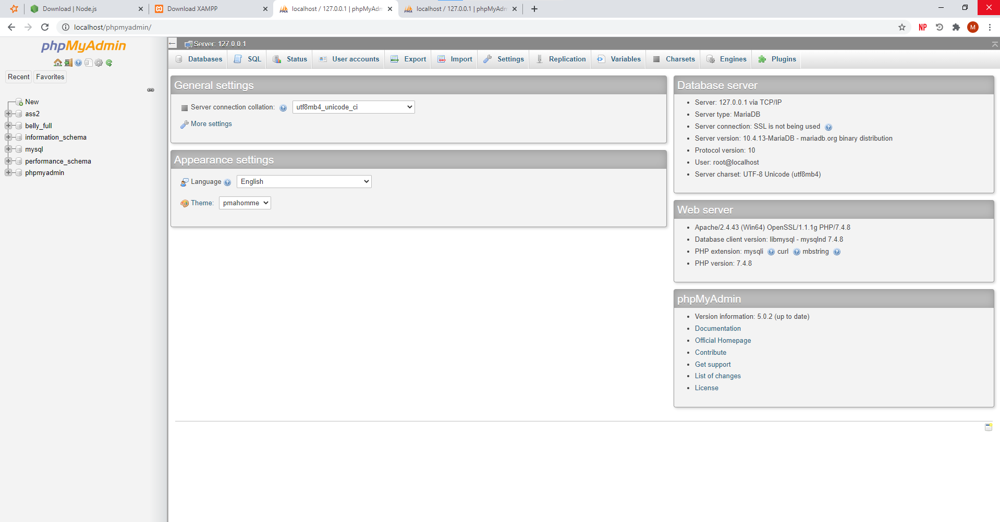 Download | Node.js
Download XAMPP
localhost / 127.0.0.1 | phpMyAdm
localhost / 127.0.0.1 | phpMyAdm
localhost/phpmyadmin/
NP
M
phpMyAdmin
Recent
Favorites
New
ass2
belly_full
information_schema
mysql
performance_schema
phpmyadmin
Server: 127.0.0.1
Databases
SQL
Status
User accounts
Export
Import
Settings
Replication
Variables
Charsets
Engines
Plugins
General settings
Server connection collation:
utf8mb4_unicode_ci
More settings
Appearance settings
Language
English
Theme:
pmahomme
Database server
Server: 127.0.0.1 via TCP/IP
Server type: MariaDB
Server connection: SSL is not being used
Server version: 10.4.13-MariaDB - mariadb.org binary distribution
Protocol version: 10
User: root@localhost
Server charset: UTF-8 Unicode (utf8mb4)
Web server
Apache/2.4.43 (Win64) OpenSSL/1.1.1g PHP/7.4.8
Database client version: libmysql - mysqlnd 7.4.8
PHP extension: mysqli curl mbstring
PHP version: 7.4.8
phpMyAdmin
Version information: 5.0.2 (up to date)
Documentation
Official Homepage
Contribute
Get support
List of changes
License